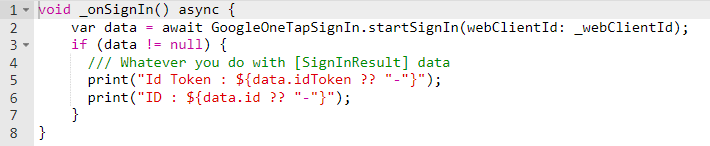 1 void _onSignIn() async {
2     var data = await GoogleOneTapSignIn.startSignIn(webClientId: _webClientId);
3     if (data != null) {
4       /// Whatever you do with [SignInResult] data
5       print("Id Token : ${data.idToken ?? "-"}");
6       print("ID : ${data.id ?? "-"}");
7     }
8 }